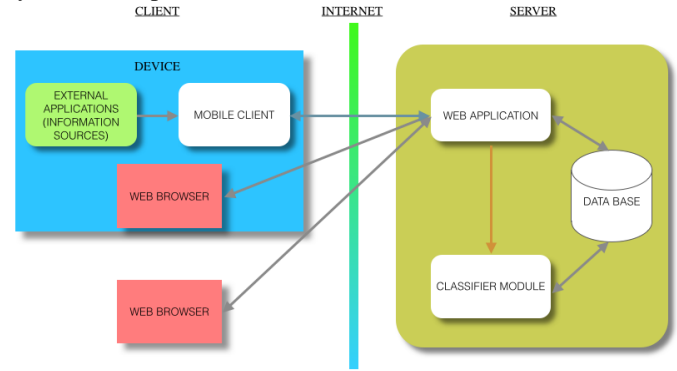 CLIENT
INTERNET
SERVER
DEVICE
EXTERNAL
APPLICATIONS
(INFORMATION
SOURCES)
MOBILE CLIENT
WEB APPLICATION
WEB BROWSER
DATA BASE
WEB BROWSER
CLASSIFIER MODULE